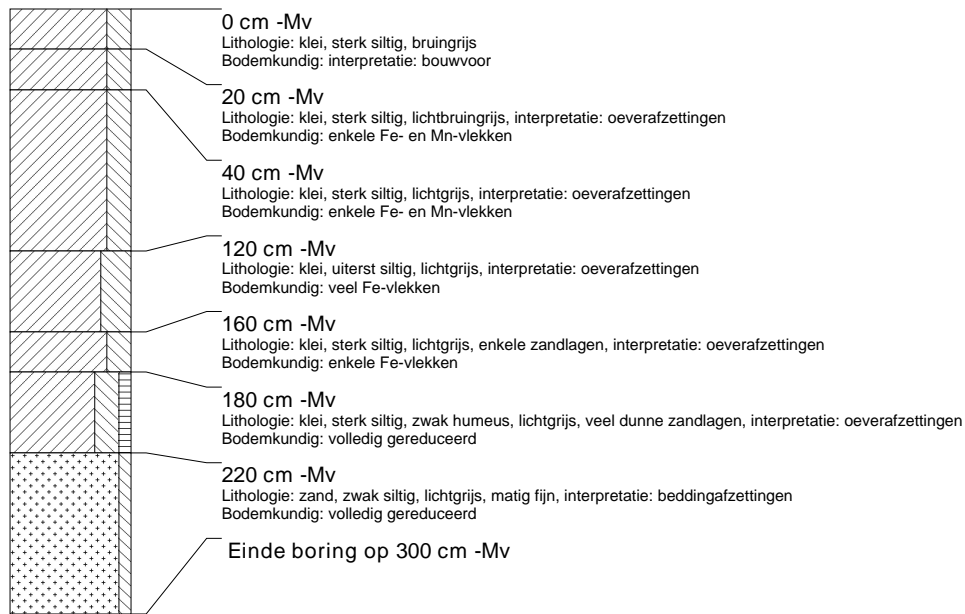 0 cm -Mv
Lithologie: klei, sterk siltig, bruingrijs
Bodemkundig: interpretatie: bouwvoor
20 cm -Mv
Lithologie: klei, sterk siltig, lichtbruingrijs, interpretatie: oeverafzettingen
Bodemkundig: enkele Fe- en Mn-vlekken
40 cm -Mv
Lithologie: klei, sterk siltig, lichtgrijs, interpretatie: oeverafzettingen
Bodemkundig: enkele Fe- en Mn-vlekken
120 cm -Mv
Lithologie: klei, uiterst siltig, lichtgrijs, interpretatie: oeverafzettingen
Bodemkundig: veel Fe-vlekken
160 cm -Mv
Lithologie: klei, sterk siltig, lichtgrijs, enkele zandlagen, interpretatie: oeverafzettingen
Bodemkundig: enkele Fe-vlekken
180 cm -Mv
Lithologie: klei, sterk siltig, zwak humeus, lichtgrijs, veel dunne zandlagen, interpretatie: oeverafzettingen
Bodemkundig: volledig gereduceerd
220 cm -Mv
Lithologie: zand, zwak siltig, lichtgrijs, matig fijn, interpretatie: beddingafzettingen
Bodemkundig: volledig gereduceerd
Einde boring op 300 cm -Mv